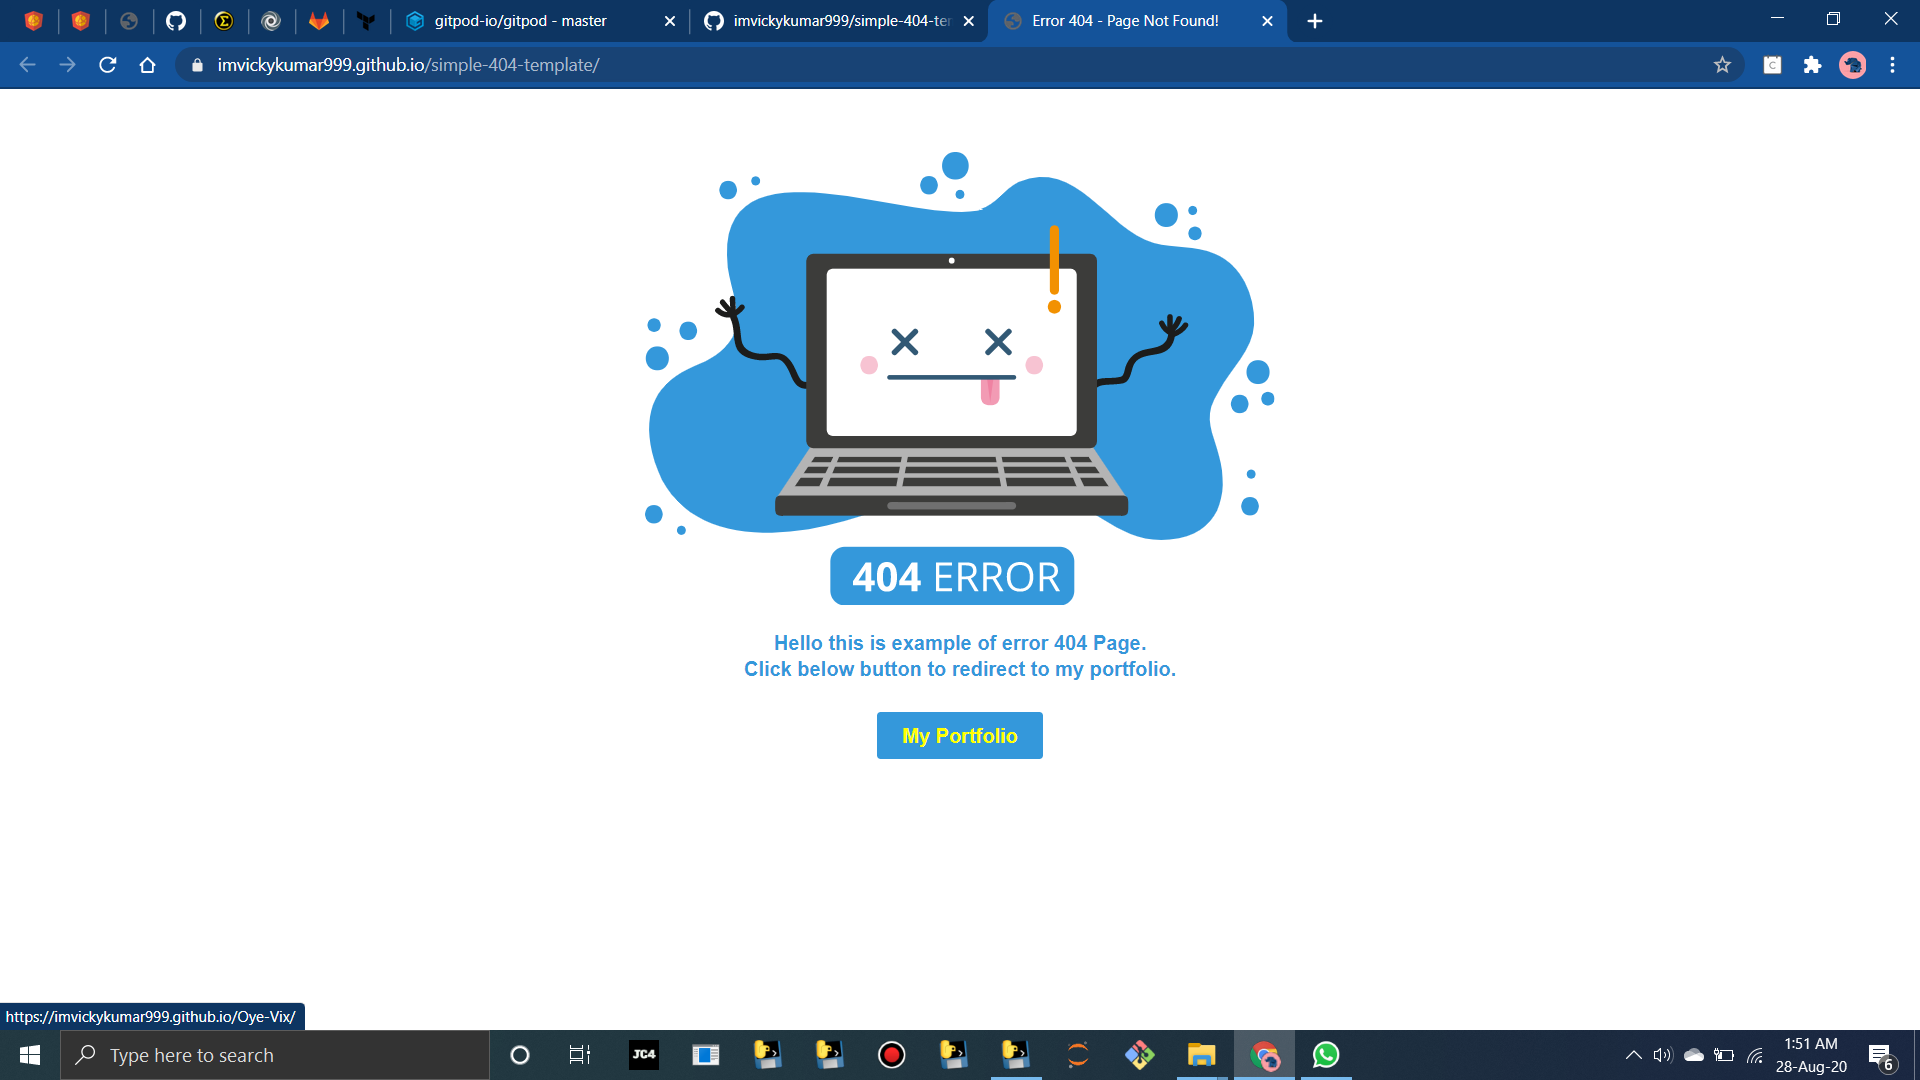 gitpod-io/gitpod - master
imvickykumar999/simple-404-ter
Error 404 - Page Not Found!
imvickykumar999.github.io/simple-404-template/
404 ERROR
Hello this is example of error 404 Page.
Click below button to redirect to my portfolio.
My Portfolio
https://imvickykumar999.github.io/Oye-Vix/
Type here to search
JC4
1:51 AM
28-Aug-20
6